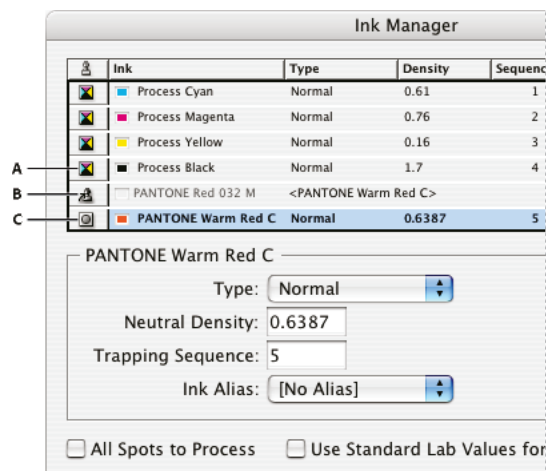 Ink Manager
Ink Type Density Sequenc
Process Cyan Normal 0.61 1
Process Magenta Normal 0.76 2
Process Yellow Normal 0.16 3
A Process Black Normal 1.7 4
B PANTONE Red 032 M <PANTONE Warm Red C>
C PANTONE Warm Red C Normal 0.6387 5
PANTONE Warm Red C
Type: Normal
Neutral Density: 0.6387
Trapping Sequence: 5
Ink Alias: [No Alias]
All Spots to Process Use Standard Lab Values for